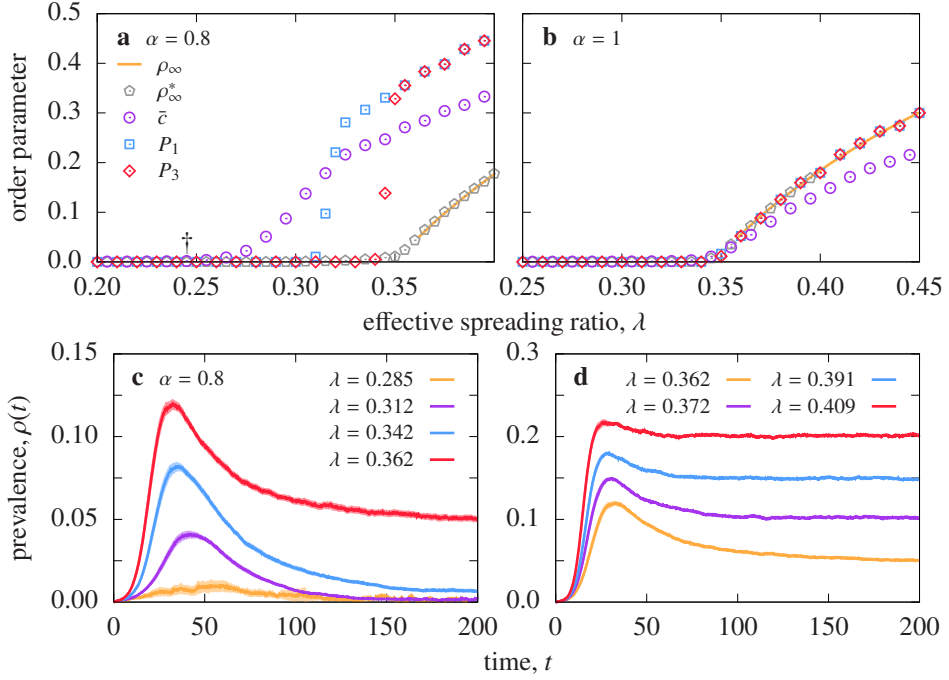 0.5
0.4
0.3
0.2
0.1
0.0
order parameter
a α = 0.8
ρ∞
ρ*∞
c̄
P1
P3
†
0.20 0.25 0.30 0.35
b α = 1
0.25 0.30 0.35 0.40 0.45
effective spreading ratio, λ
0.15
0.10
0.05
0.00
prevalence, ρ(t)
c α = 0.8
λ = 0.285
λ = 0.312
λ = 0.342
λ = 0.362
0 50 100 150 200
0.3
0.2
0.1
0.0
d
λ = 0.362 λ = 0.391
λ = 0.372 λ = 0.409
0 50 100 150 200
time, t